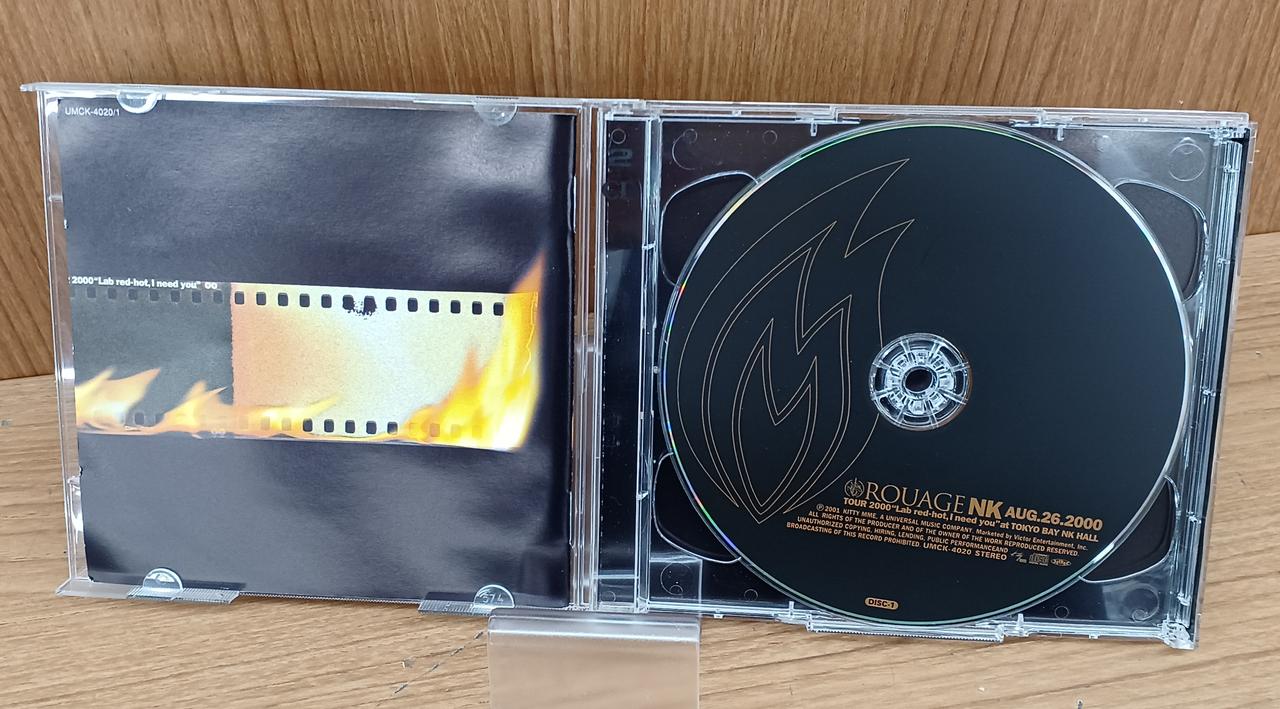 UMCK-4020/1
2000"Lab red-hot, I need you"
ROUAGE NK AUG.26.2000
TOUR 2000"Lab red-hot, I need you"at TOKYO BAY NK HALL
Ⓟ2001 KITTY MME. A UNIVERSAL MUSIC COMPANY. Marketed by Victor Entertainment, Inc.
ALL RIGHTS OF THE PRODUCER AND OF THE OWNER OF THE WORK REPRODUCED RESERVED.
UNAUTHORIZED COPYING, HIRING, LENDING, PUBLIC PERFORMANCEAND
BROADCASTING OF THIS RECORD PROHIBITED. UMCK-4020 STEREO
DISC-1